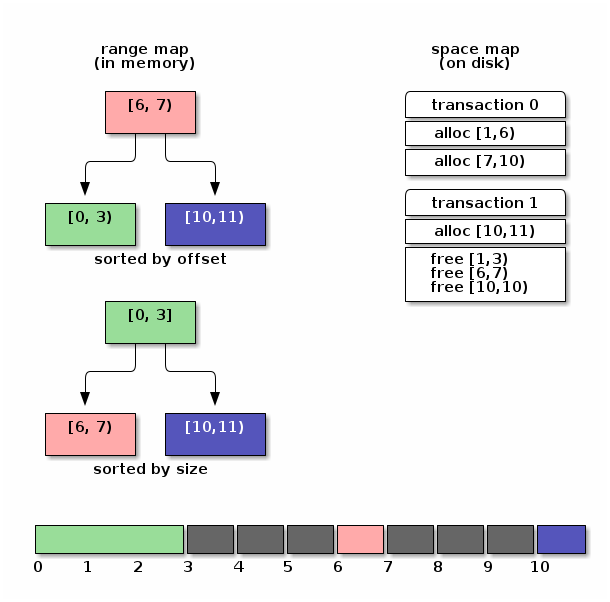 range map
(in memory)
[6, 7)
[0, 3)
[10,11)
sorted by offset
[0, 3]
[6, 7)
[10,11)
sorted by size
space map
(on disk)
transaction 0
alloc [1,6)
alloc [7,10)
transaction 1
alloc [10,11)
free [1,3)
free [6,7)
free [10,10)
0 1 2 3 4 5 6 7 8 9 10